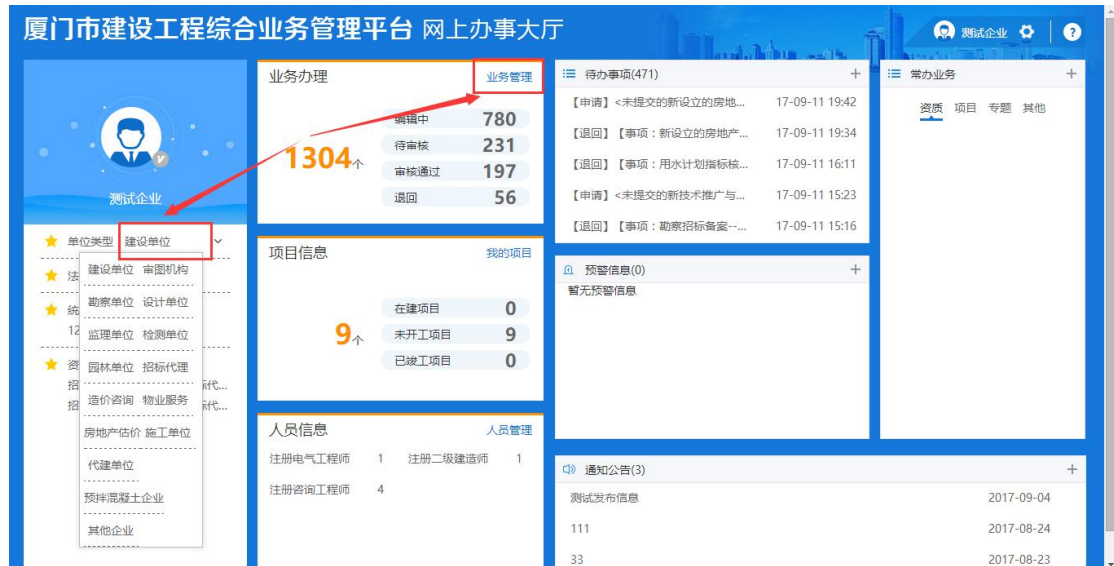 厦门市建设工程综合业务管理平台 网上办事大厅
测试企业
测试企业
单位类型 建设单位
法
统
12
资
招 标代...
招 标代...
建设单位 审图机构
勘察单位 设计单位
监理单位 检测单位
园林单位 招标代理
造价咨询 物业服务
房地产估价 施工单位
代建单位
预拌混凝土企业
其他企业
业务办理 业务管理
1304个
编辑中 780
待审核 231
审核通过 197
退回 56
项目信息 我的项目
9个
在建项目 0
未开工项目 9
已竣工项目 0
人员信息 人员管理
注册电气工程师 1 注册二级建造师 1
注册咨询工程师 4
待办事项(471) +
【申请】<未提交的新设立的房地... 17-09-11 19:42
【退回】【事项：新设立的房地产... 17-09-11 19:34
【退回】【事项：用水计划指标核... 17-09-11 16:11
【申请】<未提交的新技术推广与... 17-09-11 15:23
【退回】【事项：勘察招标备案--... 17-09-11 15:16
预警信息(0) +
暂无预警信息
常办业务 +
资质 项目 专题 其他
通知公告(3) +
测试发布信息 2017-09-04
111 2017-08-24
33 2017-08-23